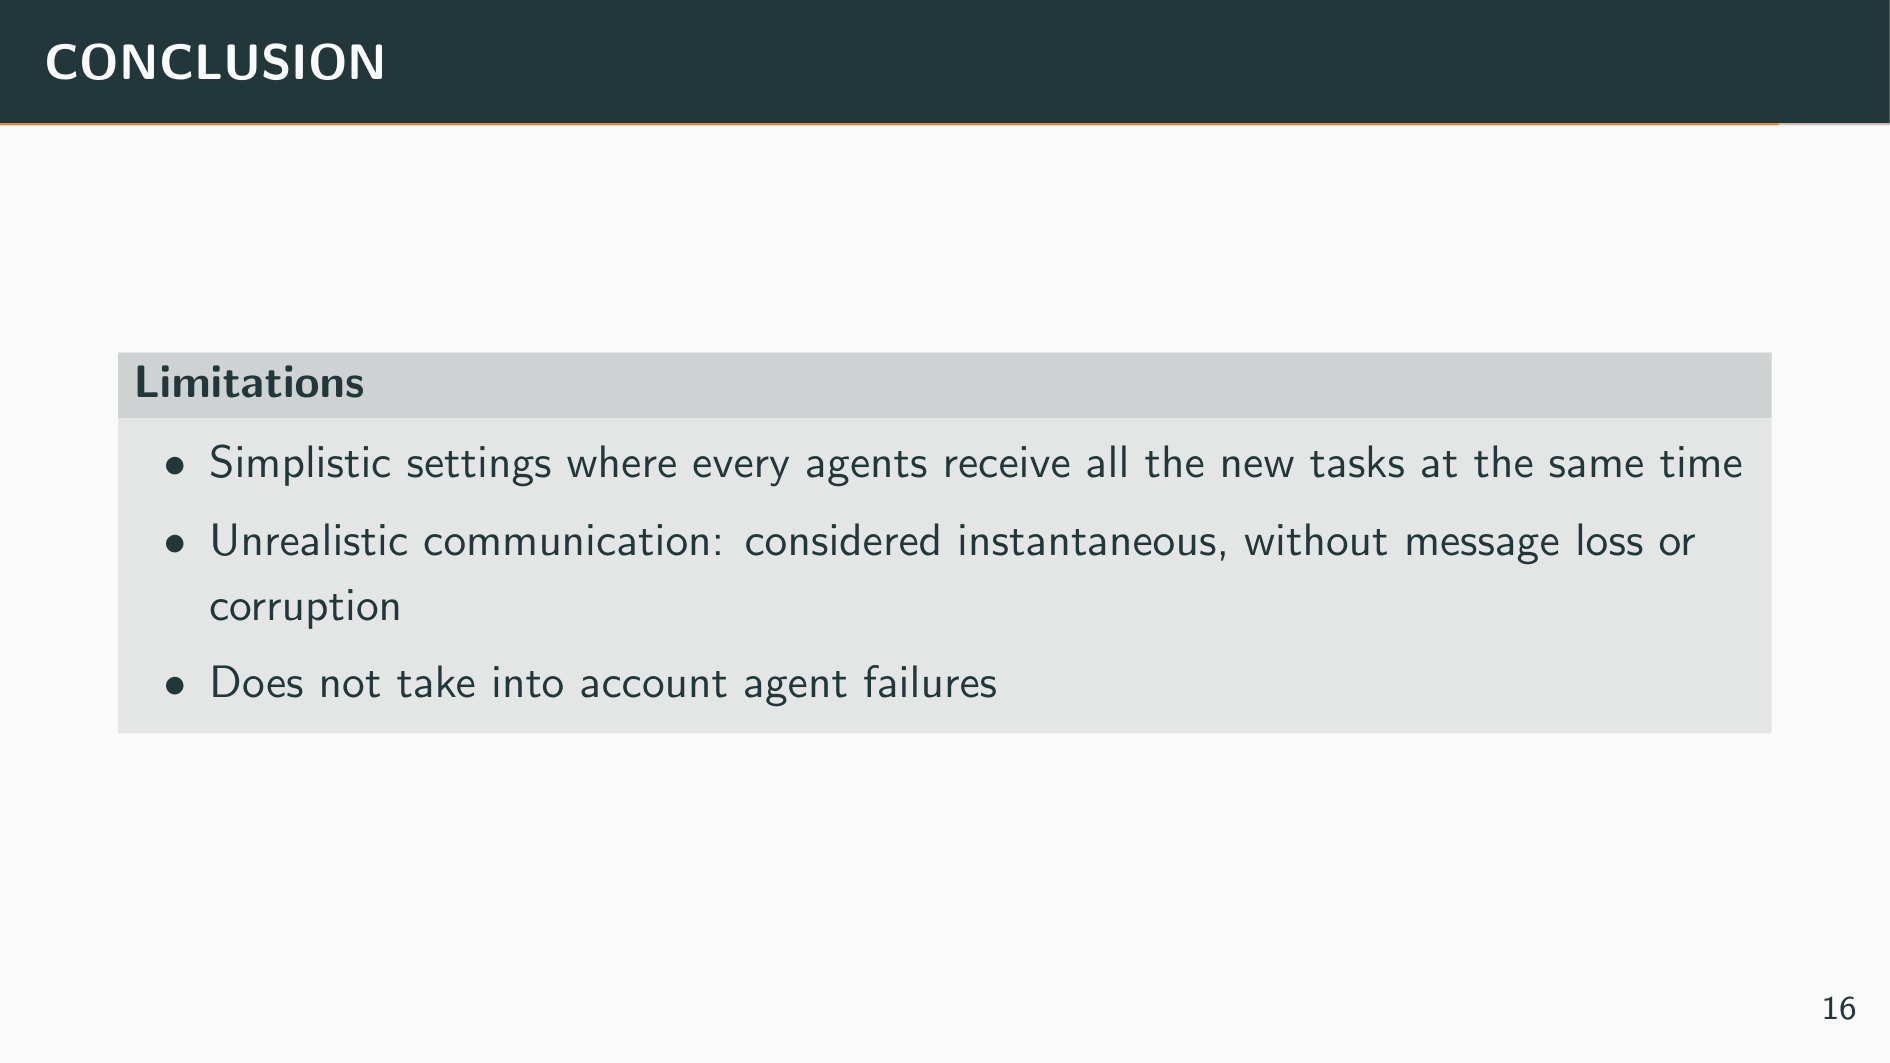 CONCLUSION
Limitations
• Simplistic settings where every agents receive all the new tasks at the same time
• Unrealistic communication: considered instantaneous, without message loss or
corruption
• Does not take into account agent failures
16